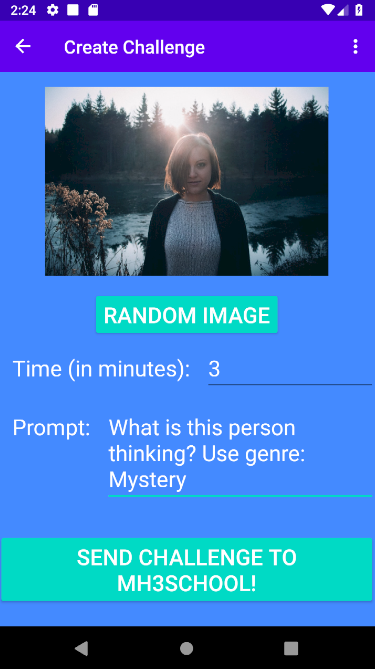 2:24
Create Challenge
RANDOM IMAGE
Time (in minutes): 3
Prompt: What is this person
thinking? Use genre:
Mystery
SEND CHALLENGE TO
MH3SCHOOL!